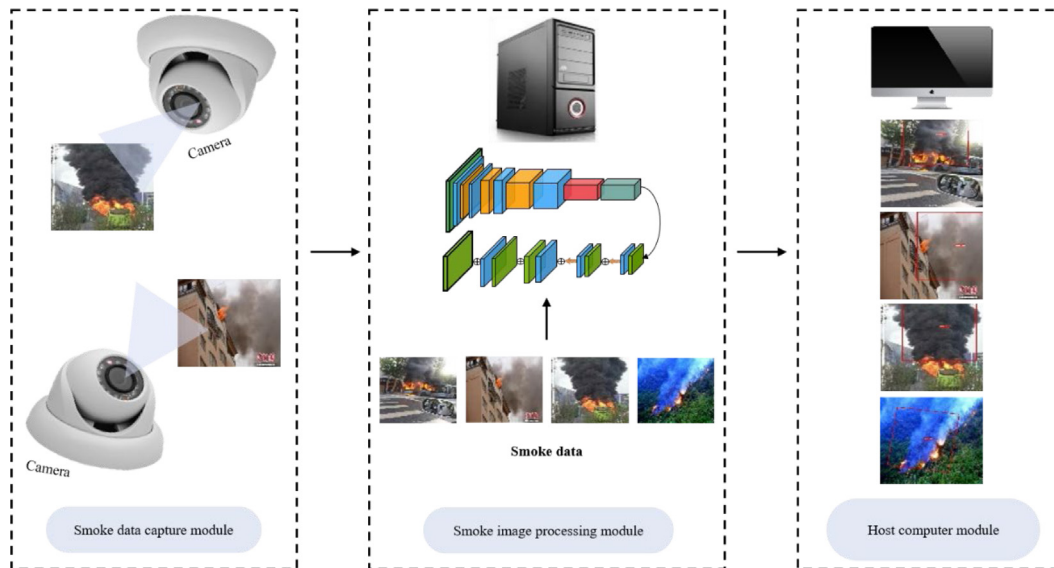 Camera
Camera
Smoke data capture module
Smoke data
Smoke image processing module
Host computer module